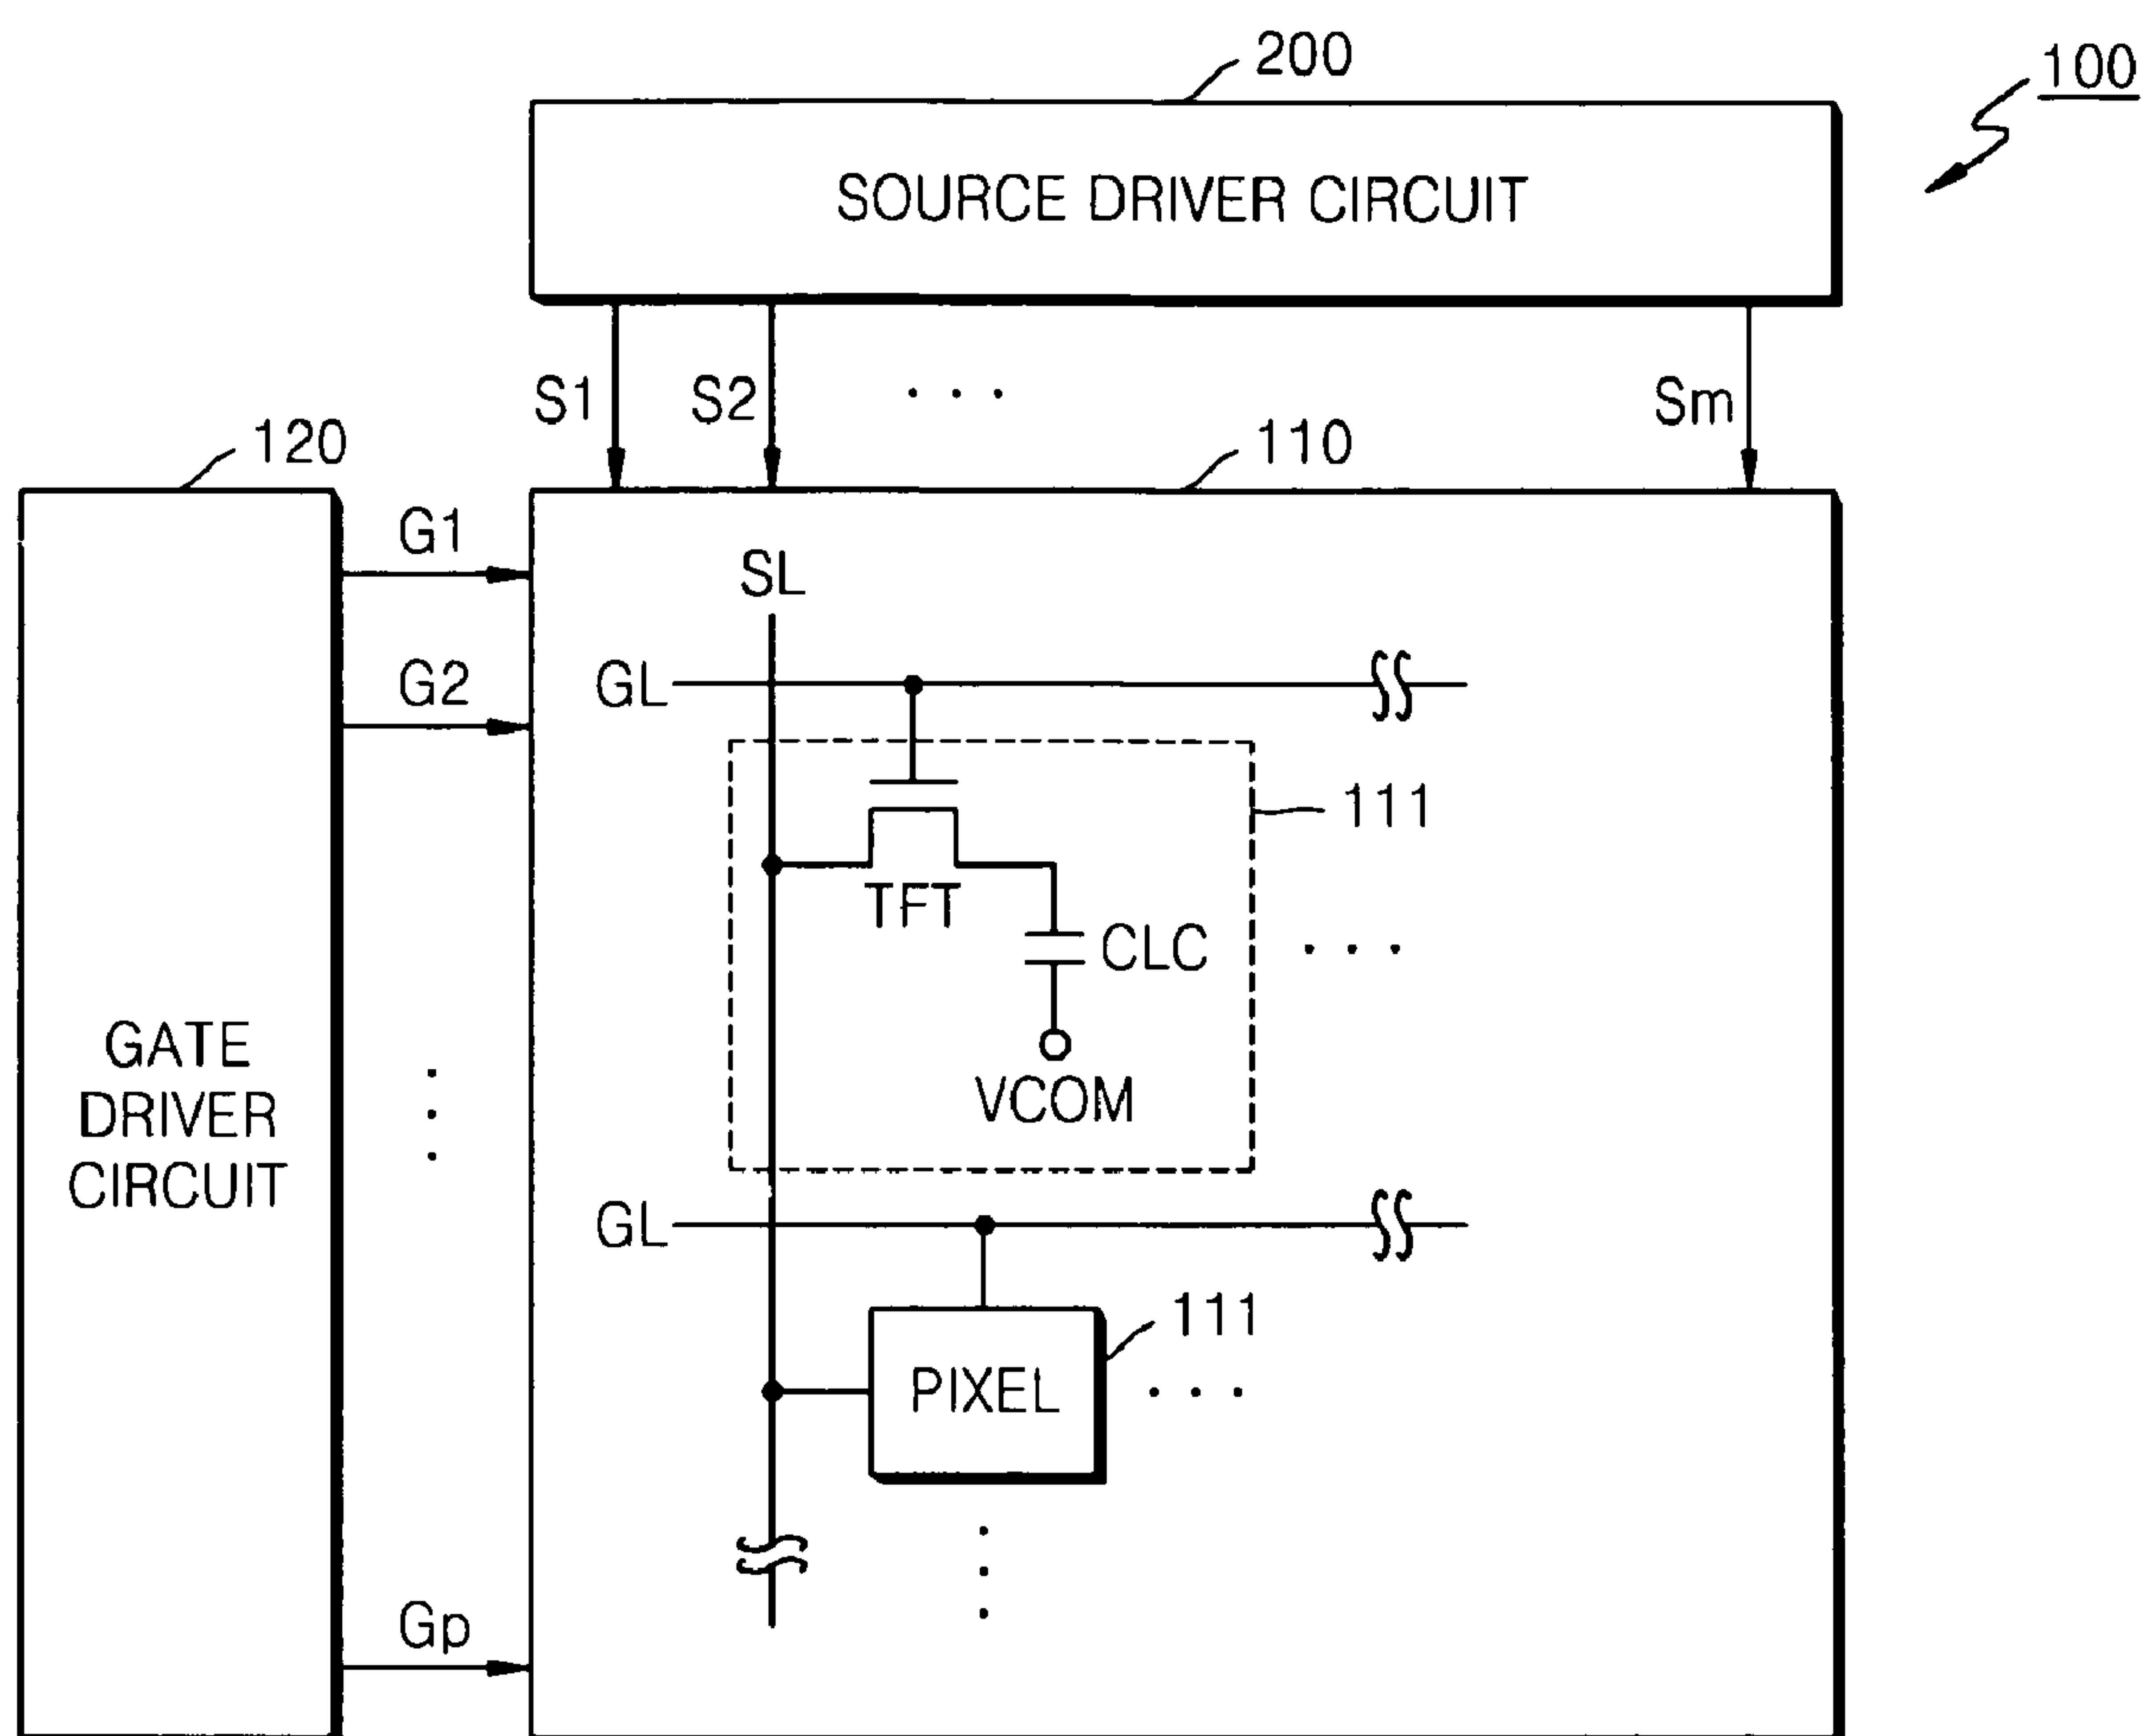 200
100
SOURCE DRIVER CIRCUIT
S1
S2
. . .
Sm
120
110
G1
SL
G2
GL
111
TFT
CLC
. . .
VCOM
GATE
DRIVER
CIRCUIT
GL
111
PIXEL
. . .
Gp